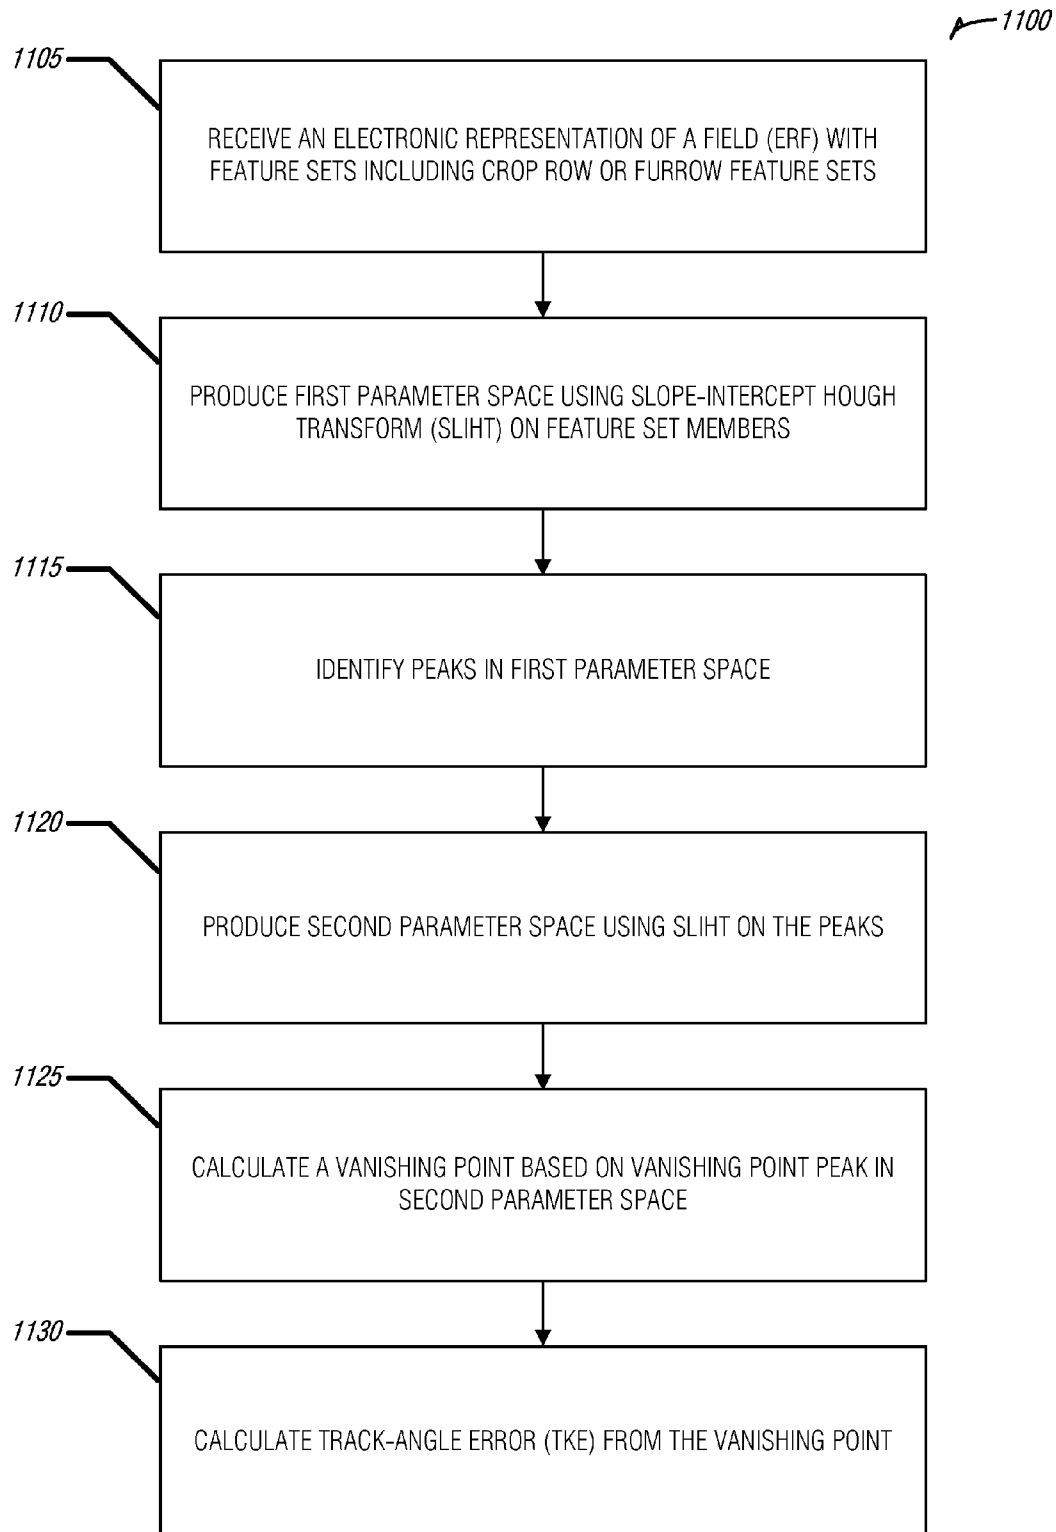 1100
1105
RECEIVE AN ELECTRONIC REPRESENTATION OF A FIELD (ERF) WITH
FEATURE SETS INCLUDING CROP ROW OR FURROW FEATURE SETS
1110
PRODUCE FIRST PARAMETER SPACE USING SLOPE-INTERCEPT HOUGH
TRANSFORM (SLIHT) ON FEATURE SET MEMBERS
1115
IDENTIFY PEAKS IN FIRST PARAMETER SPACE
1120
PRODUCE SECOND PARAMETER SPACE USING SLIHT ON THE PEAKS
1125
CALCULATE A VANISHING POINT BASED ON VANISHING POINT PEAK IN
SECOND PARAMETER SPACE
1130
CALCULATE TRACK-ANGLE ERROR (TKE) FROM THE VANISHING POINT